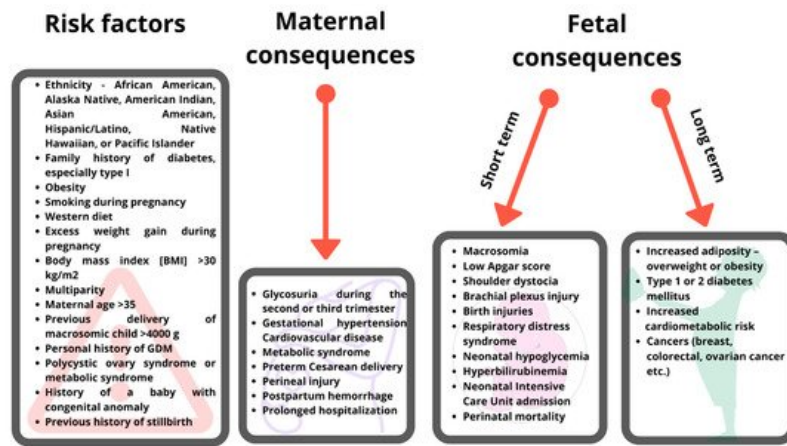 Risk factors
• Ethnicity - African American,
Alaska Native, American Indian,
Asian American,
Hispanic/Latino, Native
Hawaiian, or Pacific Islander
• Family history of diabetes,
especially type I
• Obesity
• Smoking during pregnancy
• Western diet
• Excess weight gain during
pregnancy
• Body mass index [BMI] >30
kg/m2
• Multiparity
• Maternal age >35
• Previous delivery of
macrosomic child >4000 g
• Personal history of GDM
• Polycystic ovary syndrome or
metabolic syndrome
• History of a baby with
congenital anomaly
• Previous history of stillbirth
Maternal
consequences
• Glycosuria during the
second or third trimester
• Gestational hypertension
Cardiovascular disease
• Metabolic syndrome
• Preterm Cesarean delivery
• Perineal injury
• Postpartum hemorrhage
• Prolonged hospitalization
Fetal
consequences
Short term
• Macrosomia
• Low Apgar score
• Shoulder dystocia
• Brachial plexus injury
• Birth injuries
• Respiratory distress
syndrome
• Neonatal hypoglycemia
• Hyperbilirubinemia
• Neonatal Intensive
Care Unit admission
• Perinatal mortality
Long term
• Increased adiposity –
overweight or obesity
• Type 1 or 2 diabetes
mellitus
• Increased
cardiometabolic risk
• Cancers (breast,
colorectal, ovarian cancer
etc.)